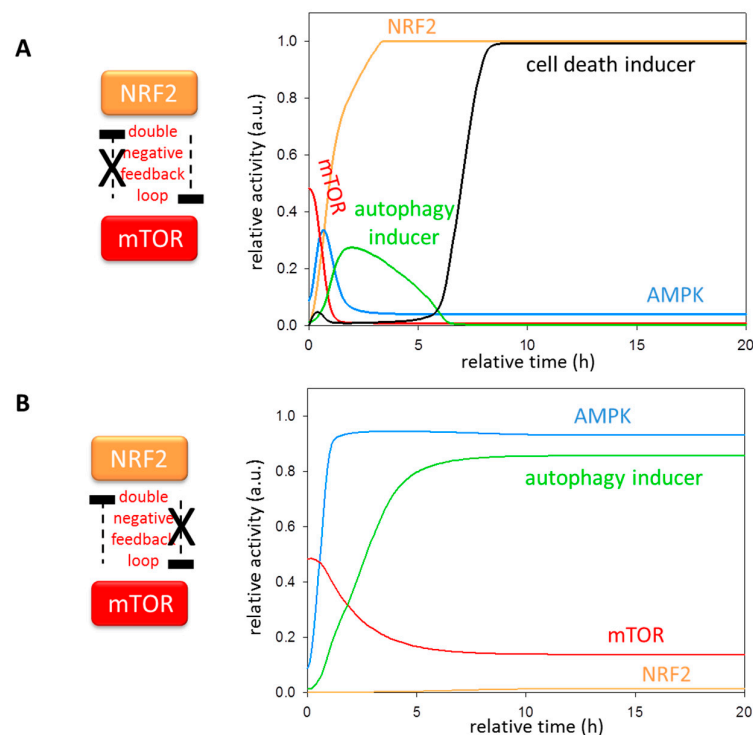 A
NRF2
double
negative
feedback
loop
mTOR
relative activity (a.u.)
1.0
0.8
0.6
0.4
0.2
0.0
NRF2
cell death inducer
mTOR
autophagy
inducer
AMPK
0
5
10
15
20
relative time (h)
B
NRF2
double
negative
feedback
loop
mTOR
relative activity (a.u.)
1.0
0.8
0.6
0.4
0.2
0.0
AMPK
autophagy inducer
mTOR
NRF2
0
5
10
15
20
relative time (h)